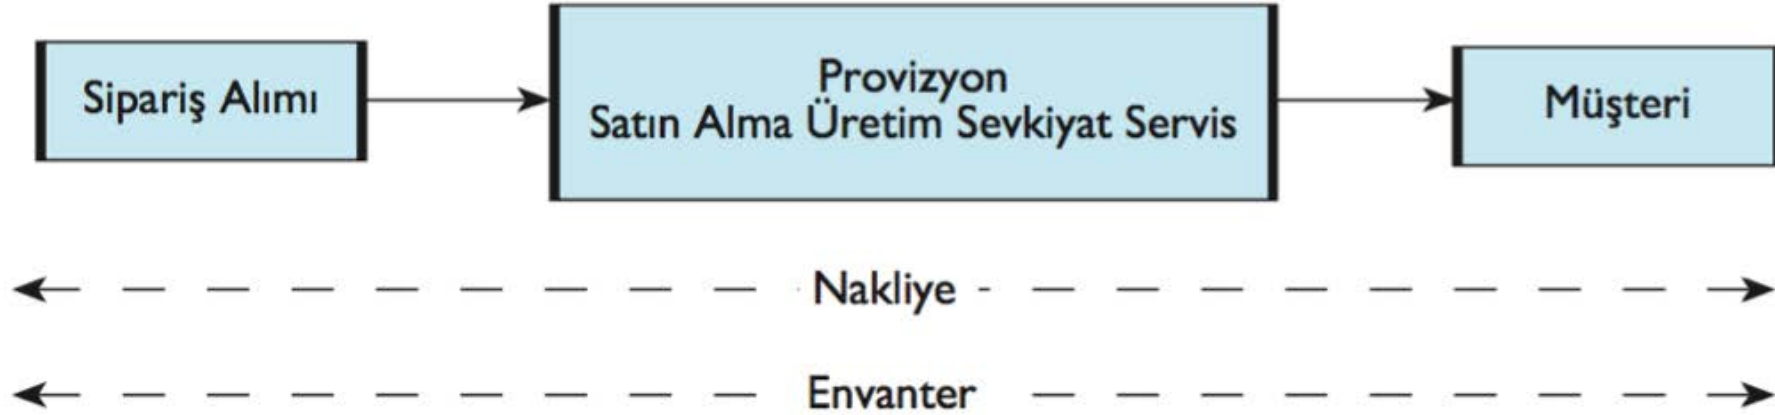 Sipariş Alımı
Provizyon
Satın Alma Üretim Sevkiyat Servis
Müşteri
Nakliye
Envanter